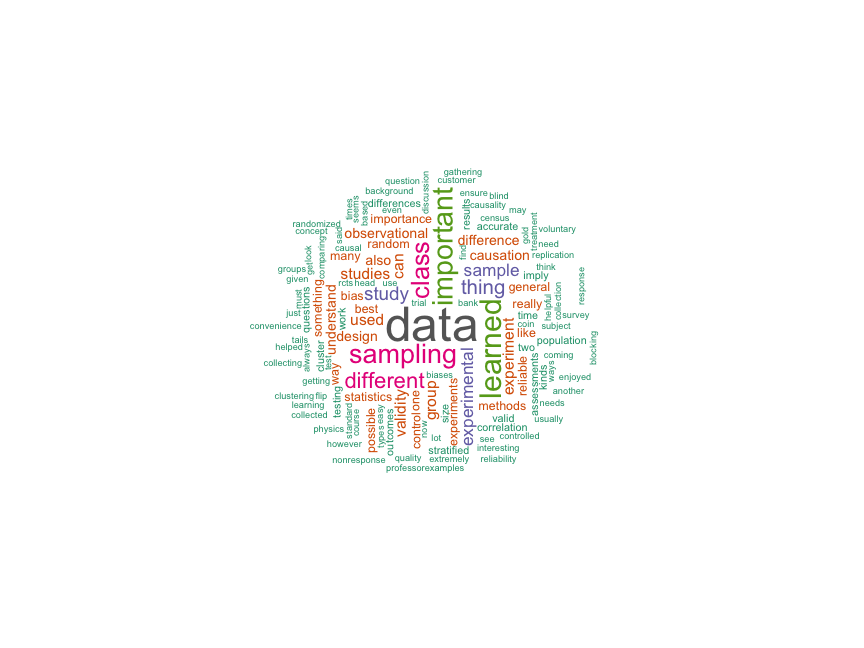 gathering
question
customer
background
discussion
ensure
blind
times
seems
based
differences
even
important
results
causality
may
randomized
concept
said
importance
census
accurate
gold
treatment
voluntary
observational
difference
need
look
get
comparing
causal
random
class
find
causation
replication
many
also
can
groups
given
studies
sample
think
imply
response
rcts
head
use
thing
general
must
questions
something
bias
study
trial
bank
really
helpful
collection
just
understand
work
best
used
data
learned
time
coin
survey
subject
convenience
design
experiment
like
population
blocking
tails
helped
always
cluster
test
sampling
experimental
two
coming
collecting
way
different
biases
reliable
assessments
kinds
ways
getting
enjoyed
another
clustering
flip
testing
statistics
validity
control
one
group
size
experiments
methods
needs
learning
collected
standard
course
possible
types
easy
outcomes
now
valid
usually
physics
correlation
however
lot
stratified
see
controlled
interesting
nonresponse
quality
extremely
reliability
professor
examples